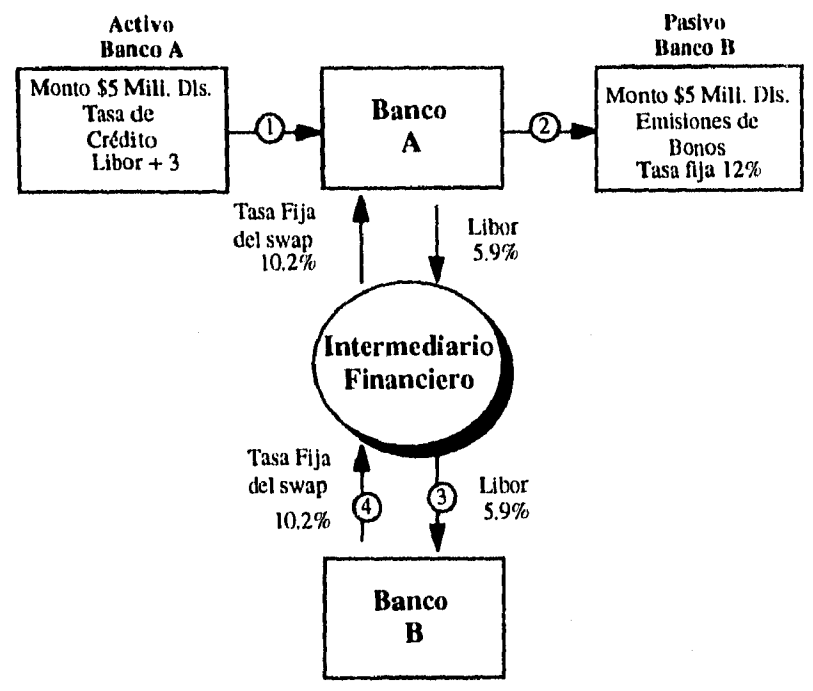 Activo
Banco A
Monto $5 Mill. Dls.
Tasa de
Crédito
Libor + 3
1
Banco
A
2
Pasivo
Banco B
Monto $5 Mill. Dls.
Emisiones de
Bonos
Tasa fija 12%
Tasa Fija
del swap
10.2%
Libor
5.9%
Intermediario
Financiero
Tasa Fija
del swap
10.2%
4
3
Libor
5.9%
Banco
B